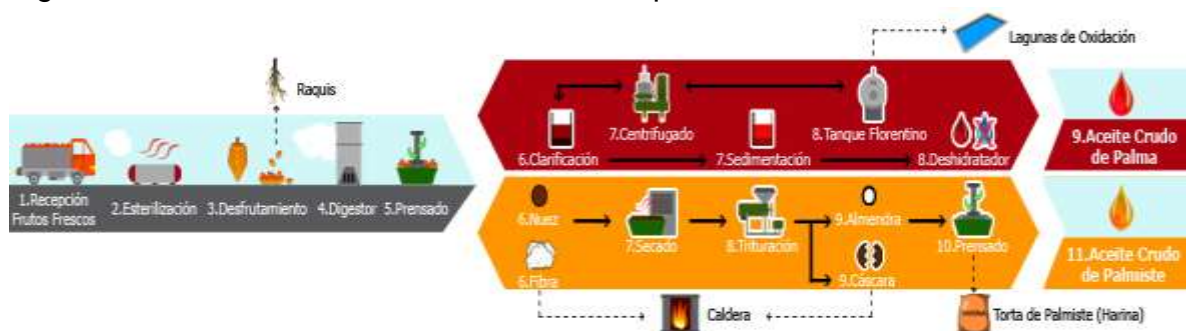 Lagunas de Oxidación
Raquis
7.Centrifugado
8.Tanque Florentino
6.Clarificación
7.Sedimentación
8.Deshidratador
9.Aceite Crudo
de Palma
1.Recepción
Frutos Frescos
2.Esterilización
3.Desfrutamiento
4.Digestor
5.Prensado
6.Nuez
7.Secado
8.Trituración
9.Almendra
10.Prensado
6.Fibra
9.Cáscara
11.Aceite Crudo
de Palmiste
Caldera
Torta de Palmiste (Harina)